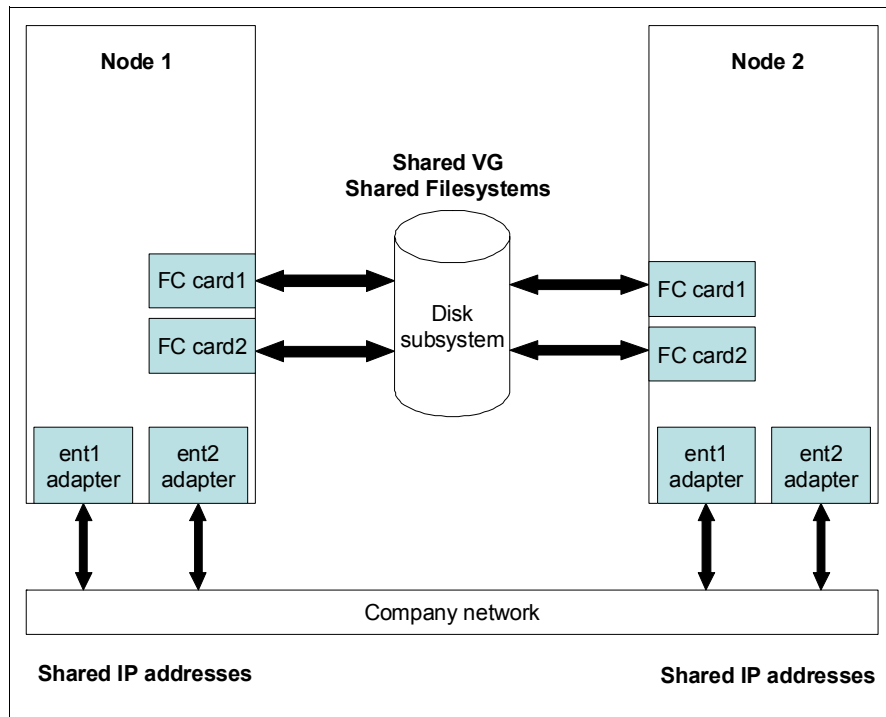 Node 1
Node 2
Shared VG
Shared Filesystems
FC card1
FC card2
Disk
subsystem
FC card1
FC card2
ent1
adapter
ent2
adapter
ent1
adapter
ent2
adapter
Company network
Shared IP addresses
Shared IP addresses